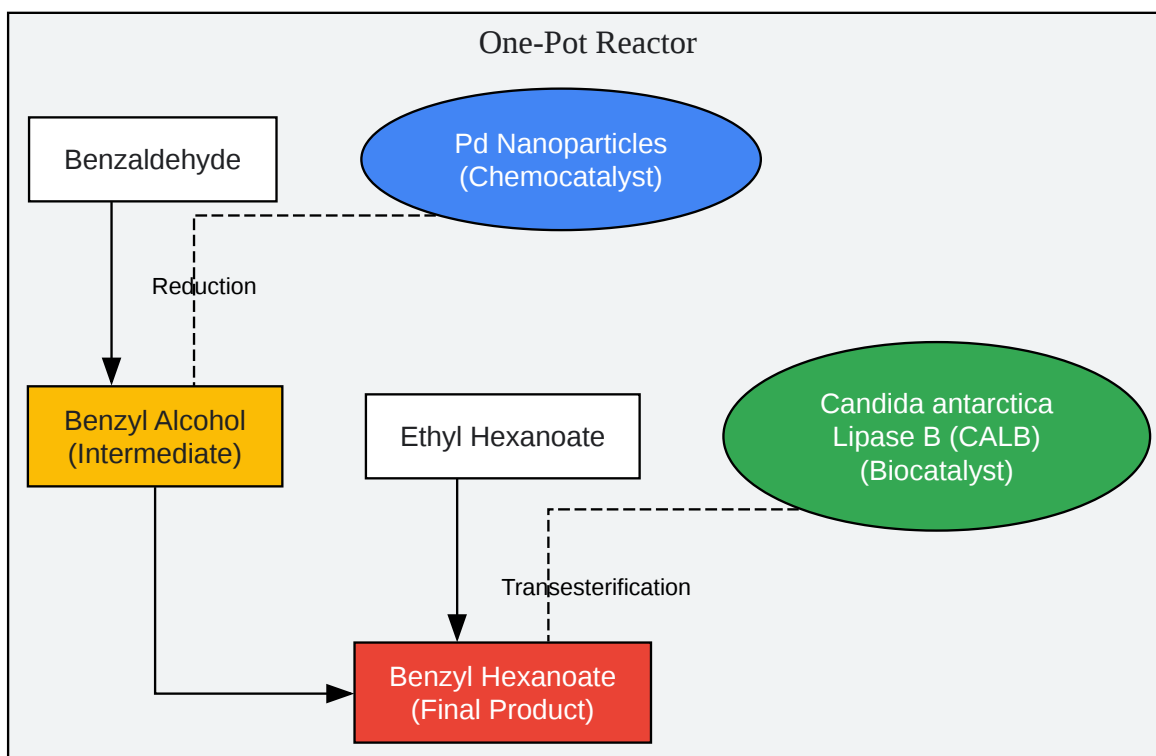 One-Pot Reactor
Benzaldehyde
Pd Nanoparticles
(Chemocatalyst)
Reduction
Benzyl Alcohol
(Intermediate)
Ethyl Hexanoate
Candida antarctica
Lipase B (CALB)
(Biocatalyst)
Transesterification
Benzyl Hexanoate
(Final Product)